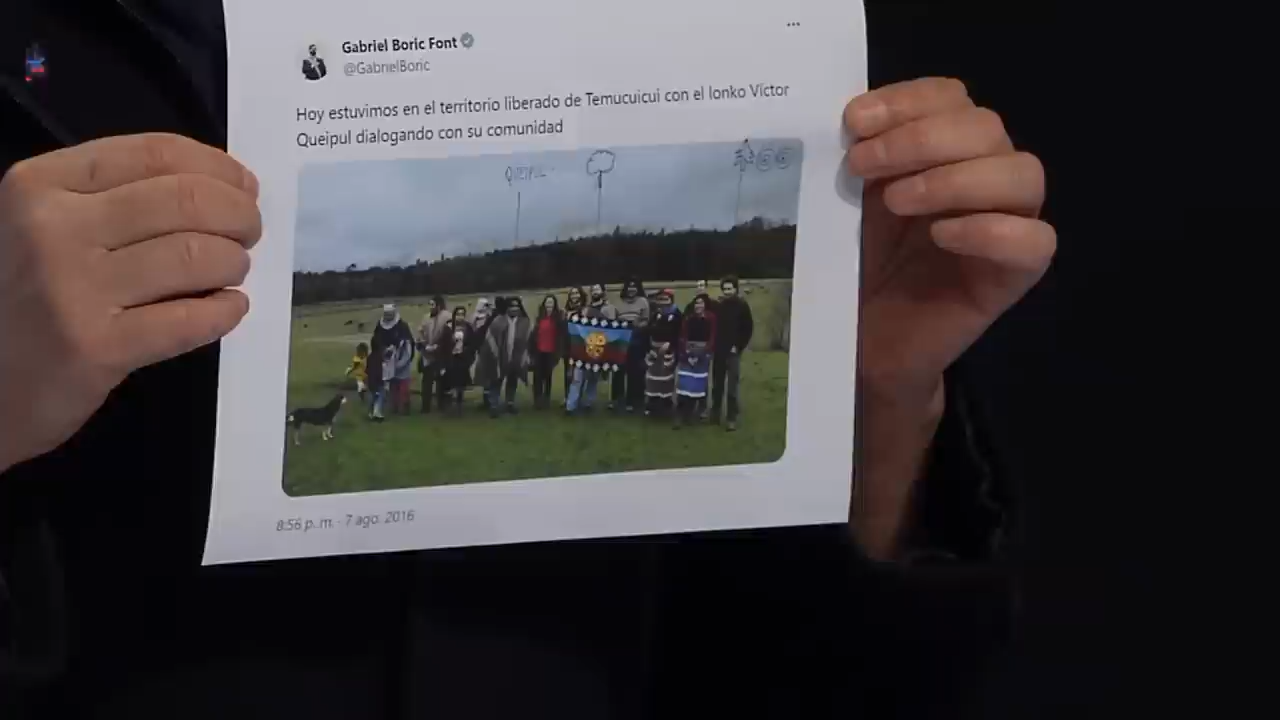 Gabriel Boric Font
@GabrielBoric
Hoy estuvimos en el territorio liberado de Temucuicui con el lonko Víctor
Queipul dialogando con su comunidad
QUEIPUL
8:56 p. m. · 7 ago. 2016